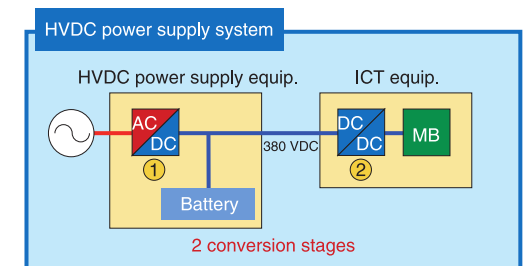 HVDC power supply system
HVDC power supply equip.
ICT equip.
AC
DC
DC
DC
MB
380 VDC
1
2
Battery
2 conversion stages